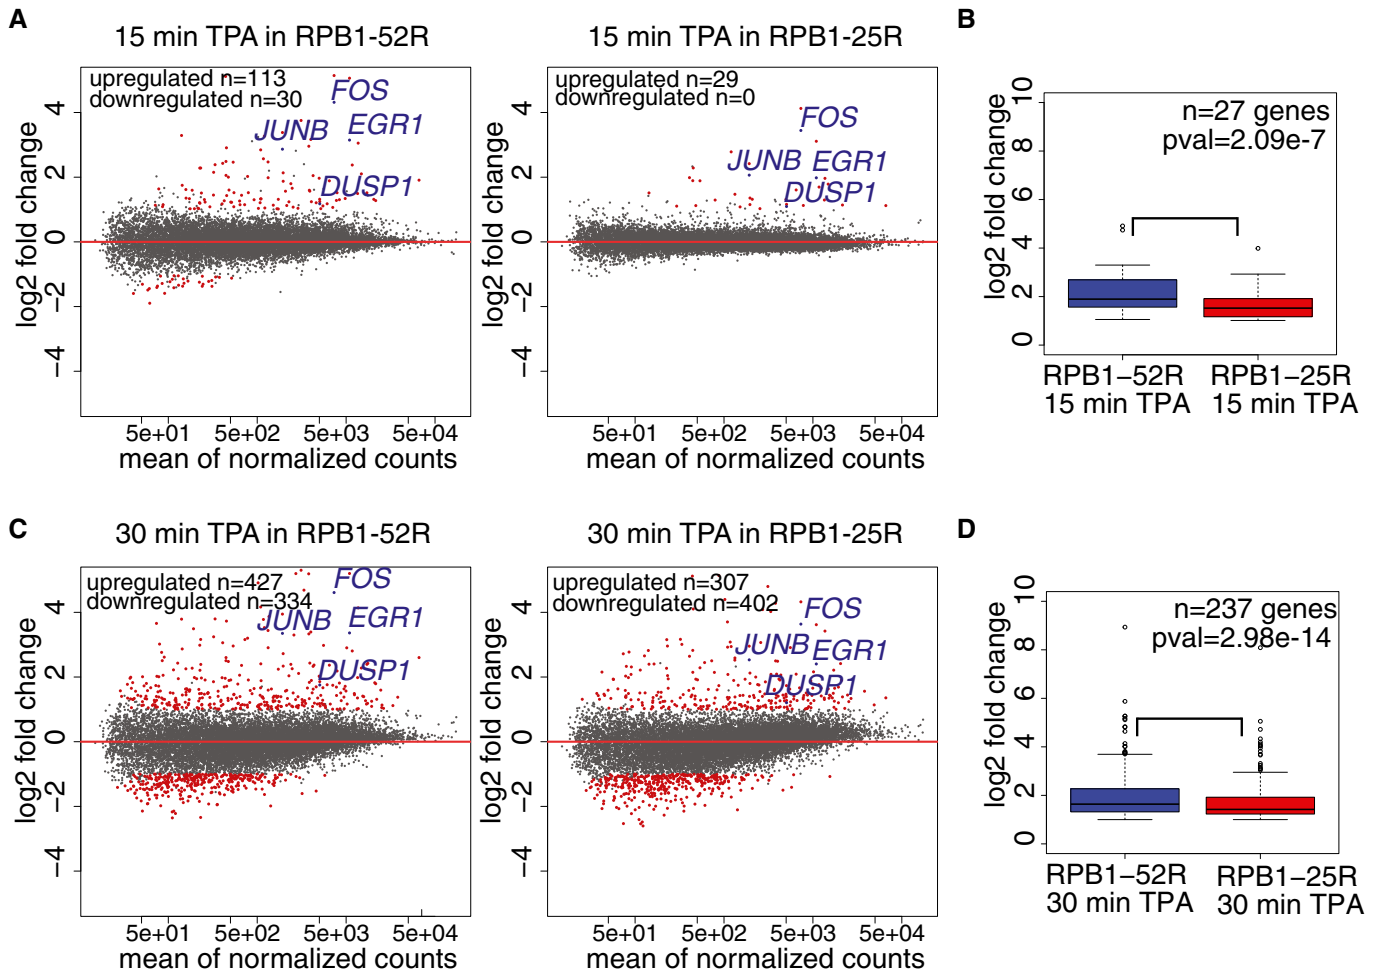 A
15 min TPA in RPB1-52R
upregulated n=113
downregulated n=30
FOS
JUNB
EGR1
DUSP1
log2 fold change
4
2
0
−2
−4
5e+01
5e+02
5e+03
5e+04
mean of normalized counts
15 min TPA in RPB1-25R
upregulated n=29
downregulated n=0
FOS
JUNB
EGR1
DUSP1
log2 fold change
4
2
0
−2
−4
5e+01
5e+02
5e+03
5e+04
mean of normalized counts
B
n=27 genes
pval=2.09e-7
log2 fold change
10
8
6
4
2
0
RPB1−52R
15 min TPA
RPB1−25R
15 min TPA
C
30 min TPA in RPB1-52R
upregulated n=427
downregulated n=334
FOS
JUNB
EGR1
DUSP1
log2 fold change
4
2
0
−2
−4
5e+01
5e+02
5e+03
5e+04
mean of normalized counts
30 min TPA in RPB1-25R
upregulated n=307
downregulated n=402
FOS
JUNB
EGR1
DUSP1
log2 fold change
4
2
0
−2
−4
5e+01
5e+02
5e+03
5e+04
mean of normalized counts
D
n=237 genes
pval=2.98e-14
log2 fold change
10
8
6
4
2
0
RPB1−52R
30 min TPA
RPB1−25R
30 min TPA